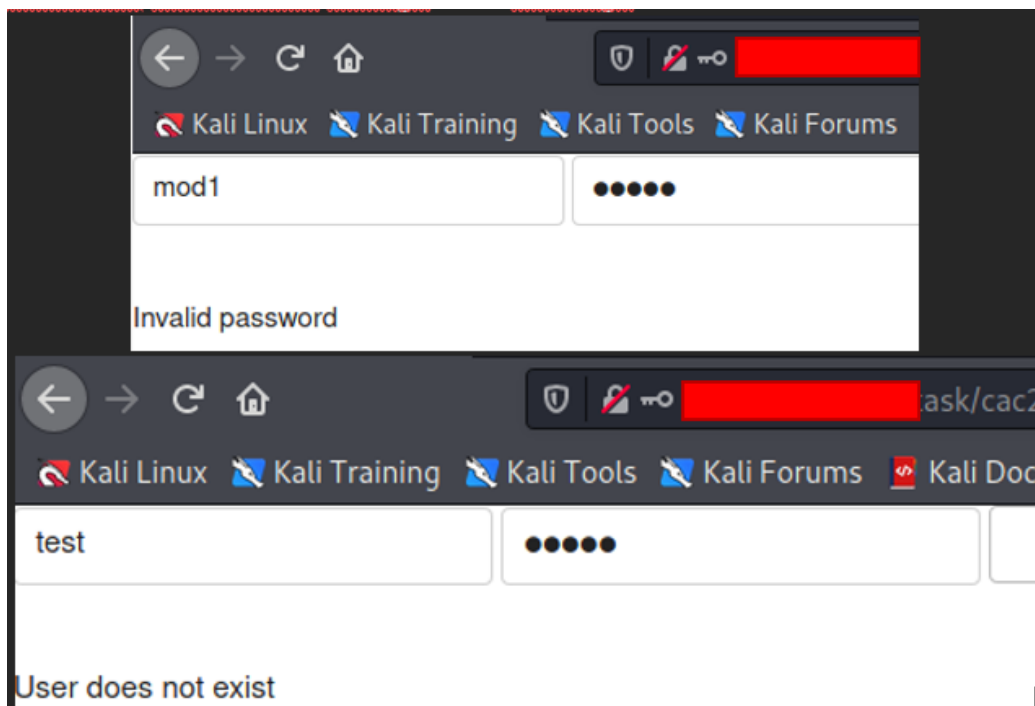 Kali Linux Kali Training Kali Tools Kali Forums
mod1 •••••
Invalid password
task/cac2
Kali Linux Kali Training Kali Tools Kali Forums Kali Doc
test •••••
User does not exist